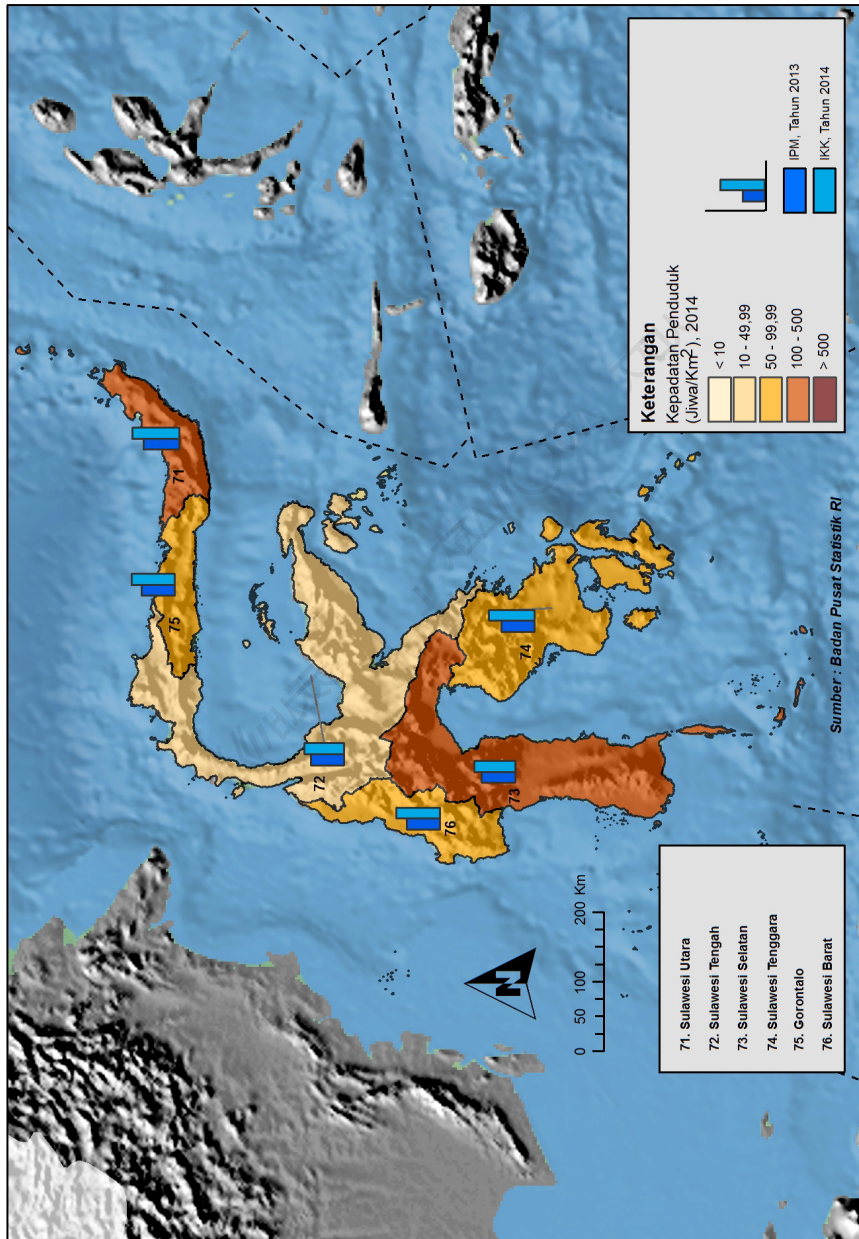 71
75
72
76
73
74
N
0 50 100 200 Km
71. Sulawesi Utara
72. Sulawesi Tengah
73. Sulawesi Selatan
74. Sulawesi Tenggara
75. Gorontalo
76. Sulawesi Barat
Sumber : Badan Pusat Statistik RI
Keterangan
Kepadatan Penduduk
(Jiwa/Km²), 2014
< 10
10 - 49,99
50 - 99,99
100 - 500
> 500
IPM, Tahun 2013
IKK, Tahun 2014